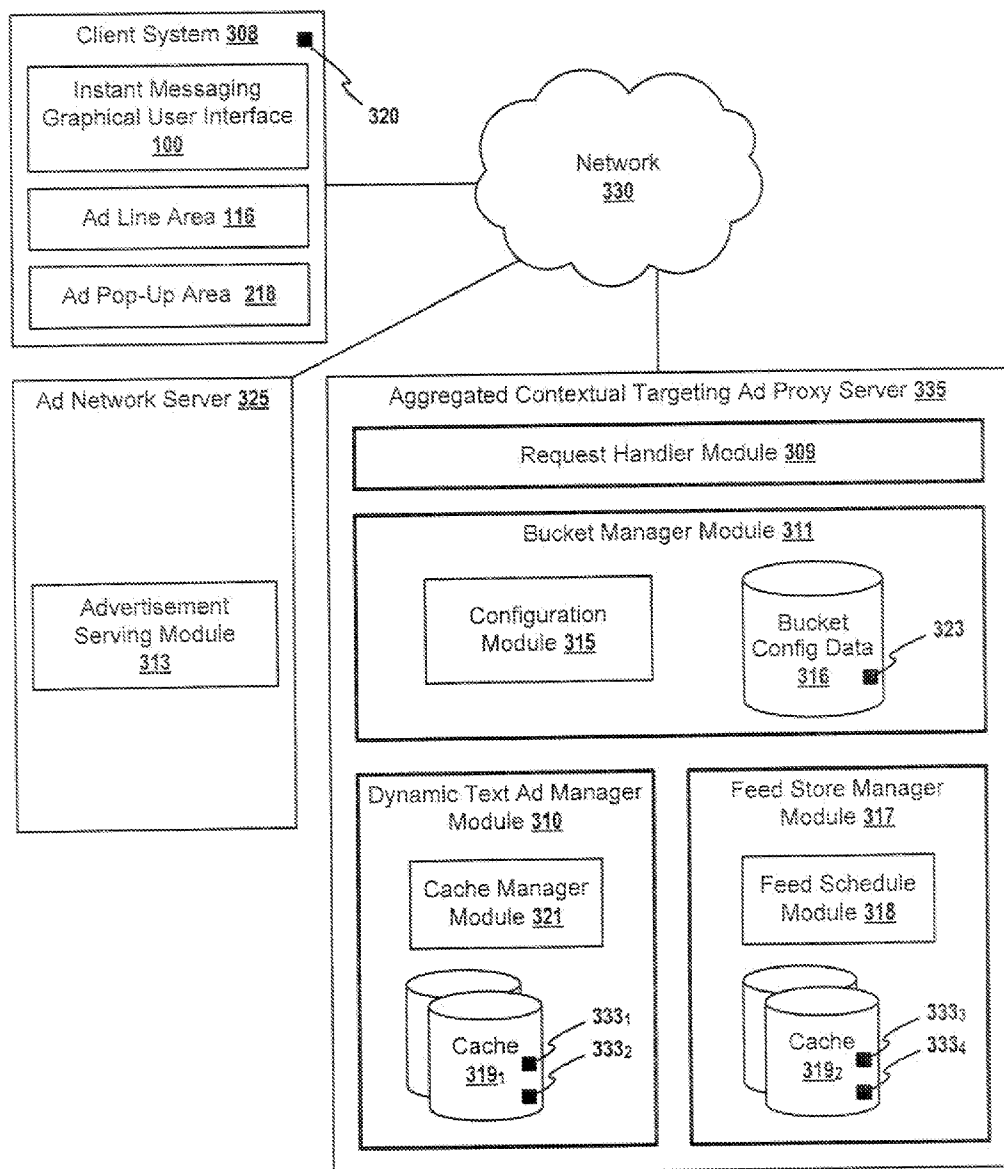 Client System 308
320
Instant Messaging
Graphical User Interface
100
Ad Line Area 116
Ad Pop-Up Area 218
Network
330
Ad Network Server 325
Advertisement
Serving Module
313
Aggregated Contextual Targeting Ad Proxy Server 335
Request Handler Module 309
Bucket Manager Module 311
Configuration
Module 315
Bucket
Config Data
316
323
Dynamic Text Ad Manager
Module 310
Cache Manager
Module 321
Cache
319₁
333₁
333₂
Feed Store Manager
Module 317
Feed Schedule
Module 318
Cache
319₂
333₃
333₄